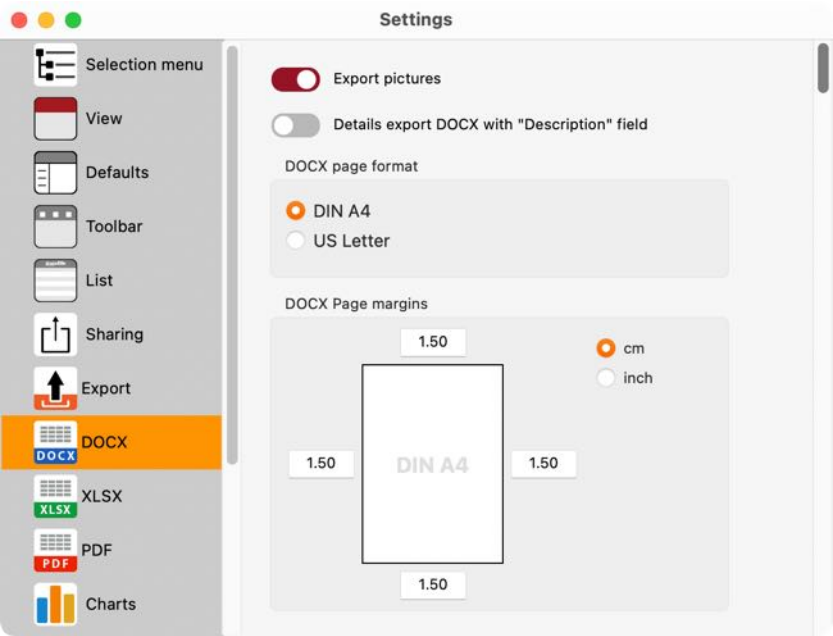 Settings
Selection menu
View
Defaults
Toolbar
List
Sharing
Export
DOCX
DOCX
XLSX
XLSX
PDF
PDF
Charts
Export pictures
Details export DOCX with "Description" field
DOCX page format
DIN A4
US Letter
DOCX Page margins
1.50
cm
inch
1.50
DIN A4
1.50
1.50